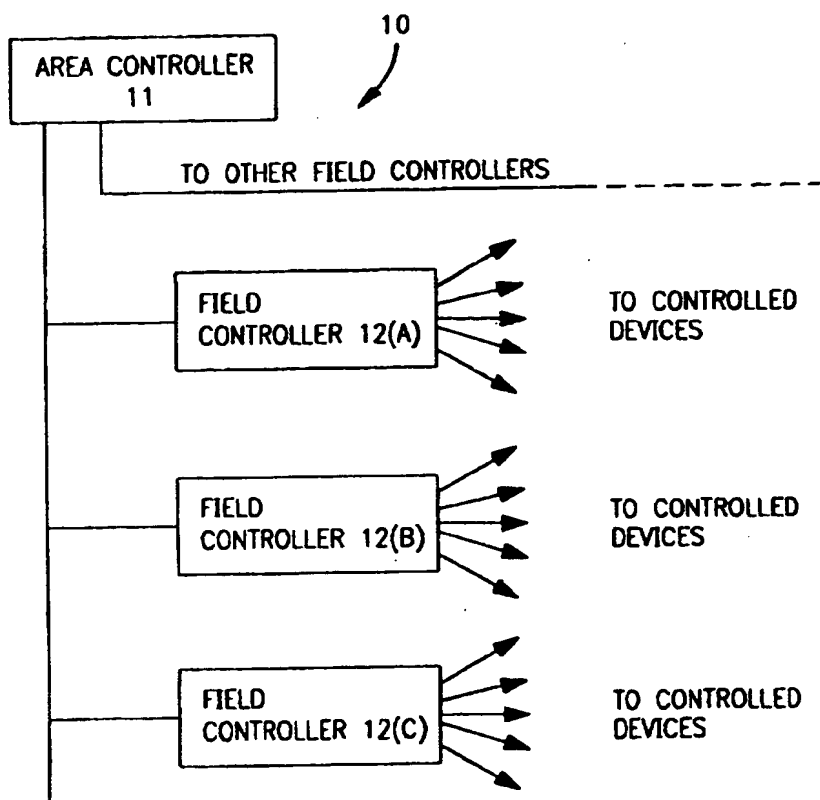 10
AREA CONTROLLER
11
TO OTHER FIELD CONTROLLERS
FIELD
CONTROLLER 12(A)
TO CONTROLLED
DEVICES
FIELD
CONTROLLER 12(B)
TO CONTROLLED
DEVICES
FIELD
CONTROLLER 12(C)
TO CONTROLLED
DEVICES